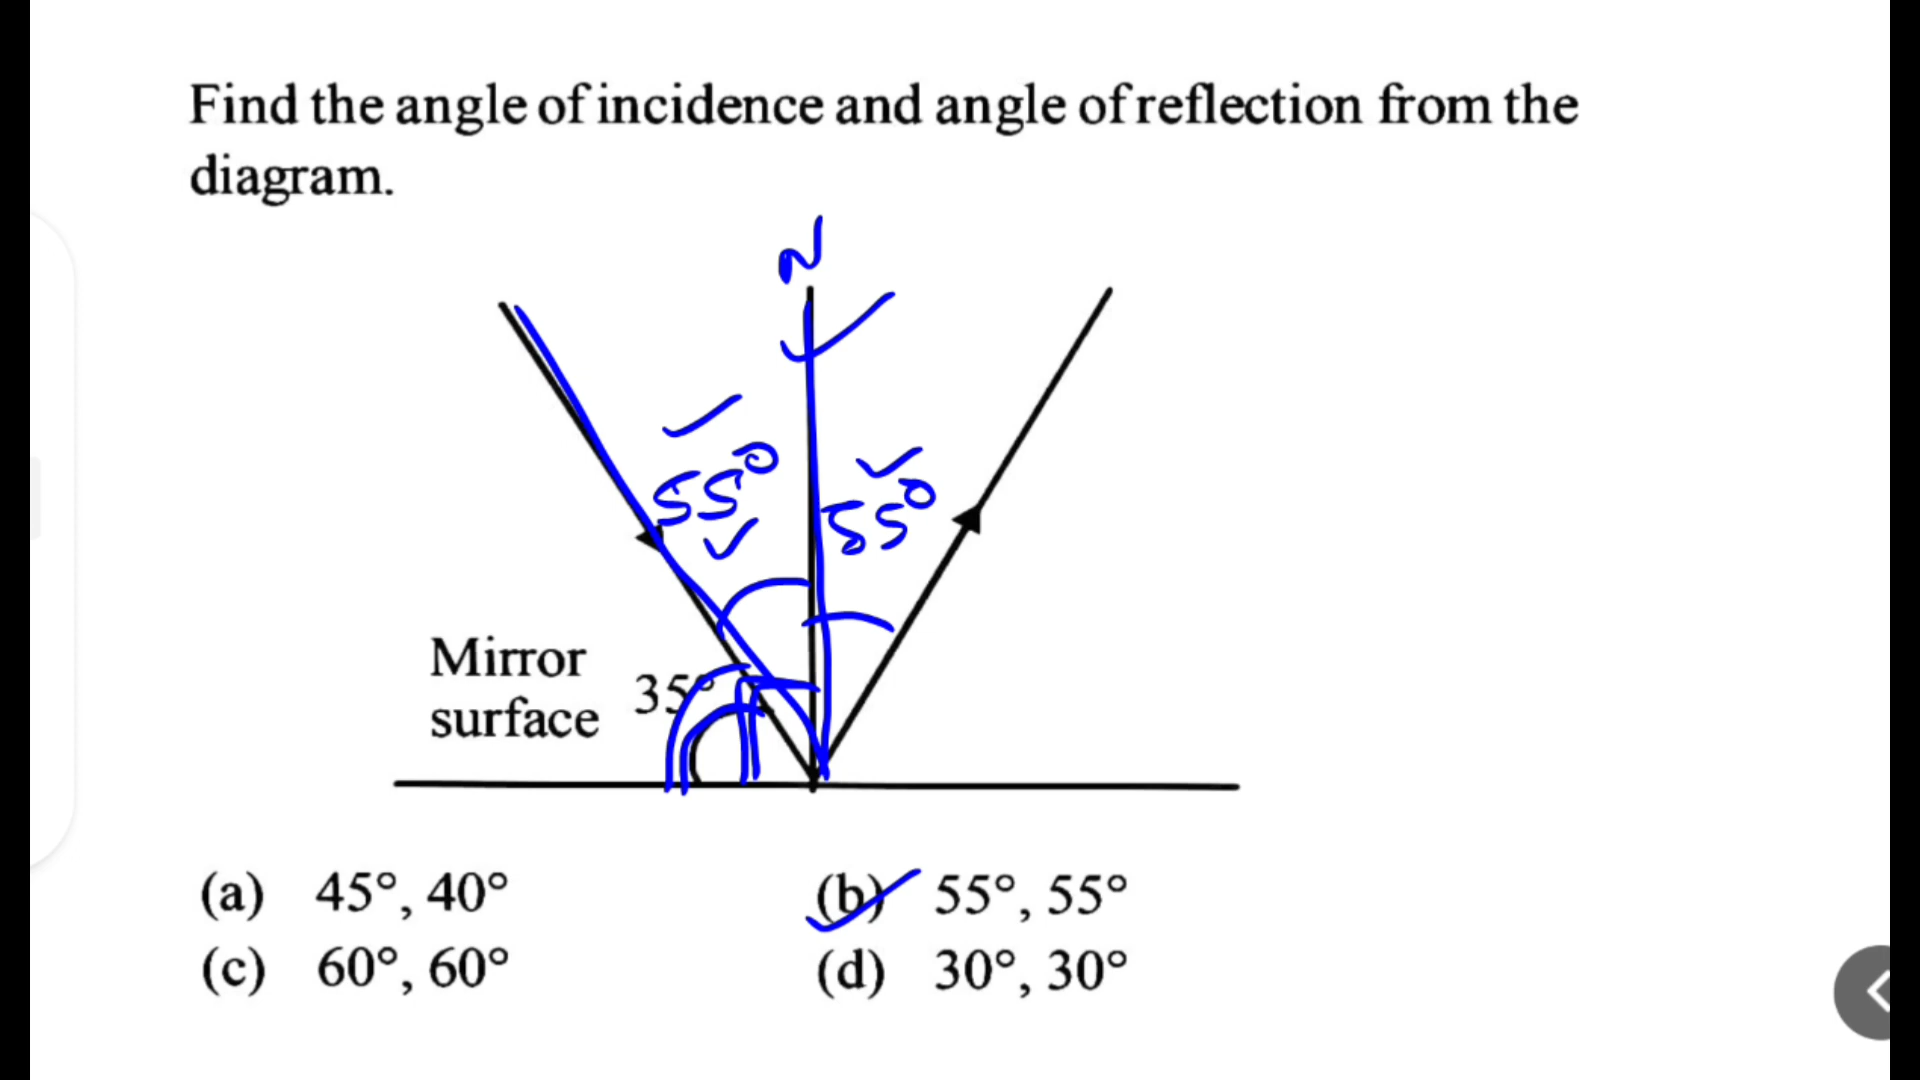 Find the angle of incidence and angle of reflection from the
diagram.
N
55°
55°
Mirror
surface
35°
(a) 45°, 40°
(b) 55°, 55°
(c) 60°, 60°
(d) 30°, 30°